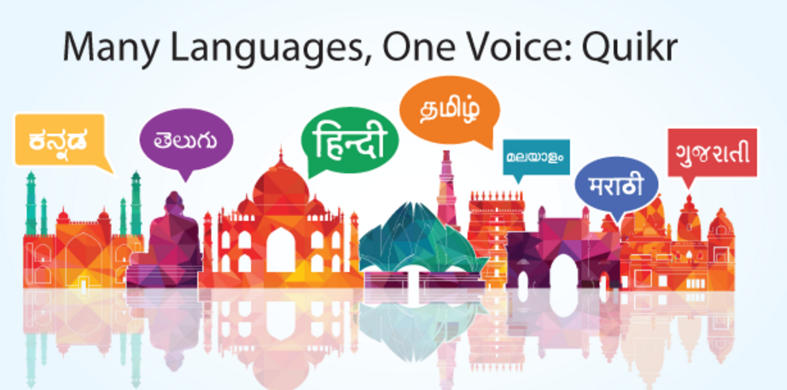 Many Languages, One Voice: Quikr
ಕನ್ನಡ
తెలుగు
हिन्दी
தமிழ்
മലയാളം
मराठी
ગુજરાતી